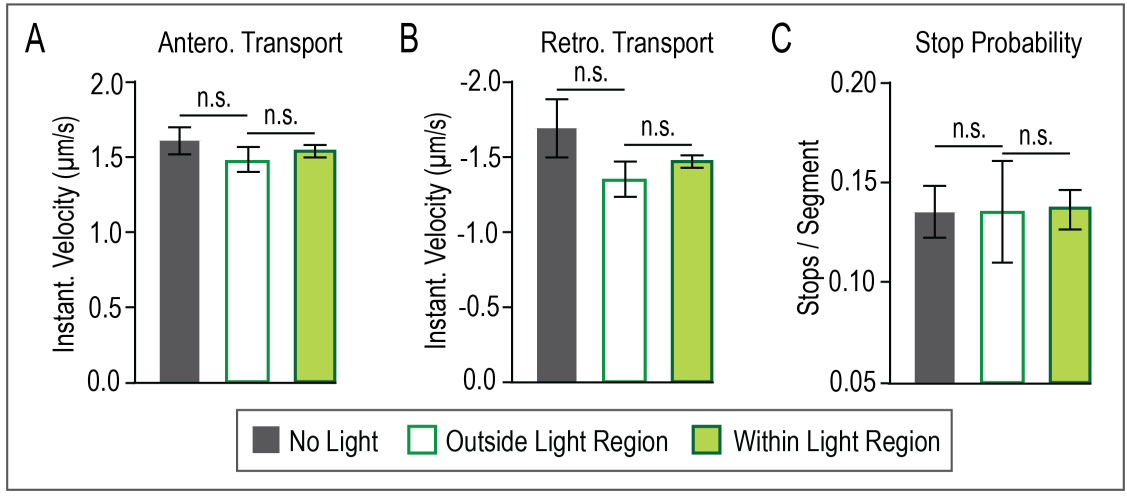 A
Antero. Transport
Instant. Velocity (µm/s)
2.0
1.5
1.0
0.5
0.0
n.s.
n.s.
B
Retro. Transport
Instant. Velocity (µm/s)
-2.0
-1.5
-1.0
-0.5
0.0
n.s.
n.s.
C
Stop Probability
Stops / Segment
0.20
0.15
0.10
0.05
n.s.
n.s.
No Light
Outside Light Region
Within Light Region